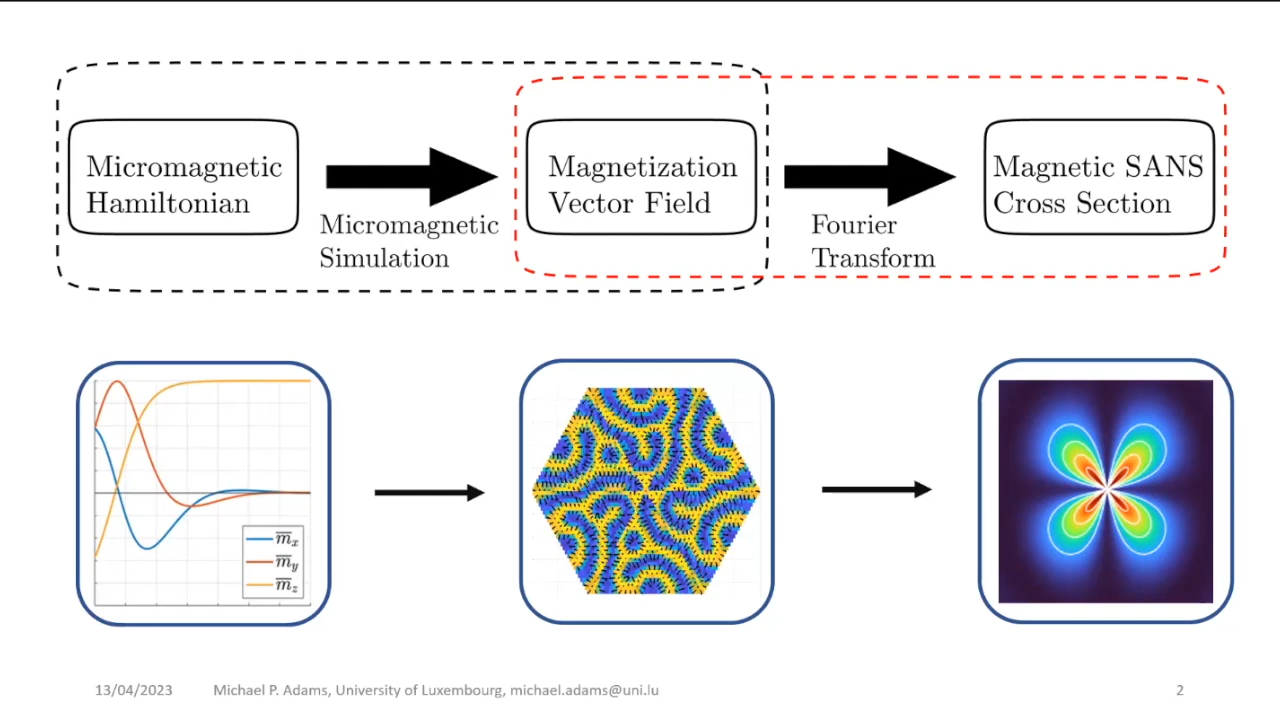 Micromagnetic
Hamiltonian
Micromagnetic
Simulation
Magnetization
Vector Field
Fourier
Transform
Magnetic SANS
Cross Section
m̅ₓ
m̅ᵧ
m̅_z
13/04/2023
Michael P. Adams, University of Luxembourg, michael.adams@uni.lu
2